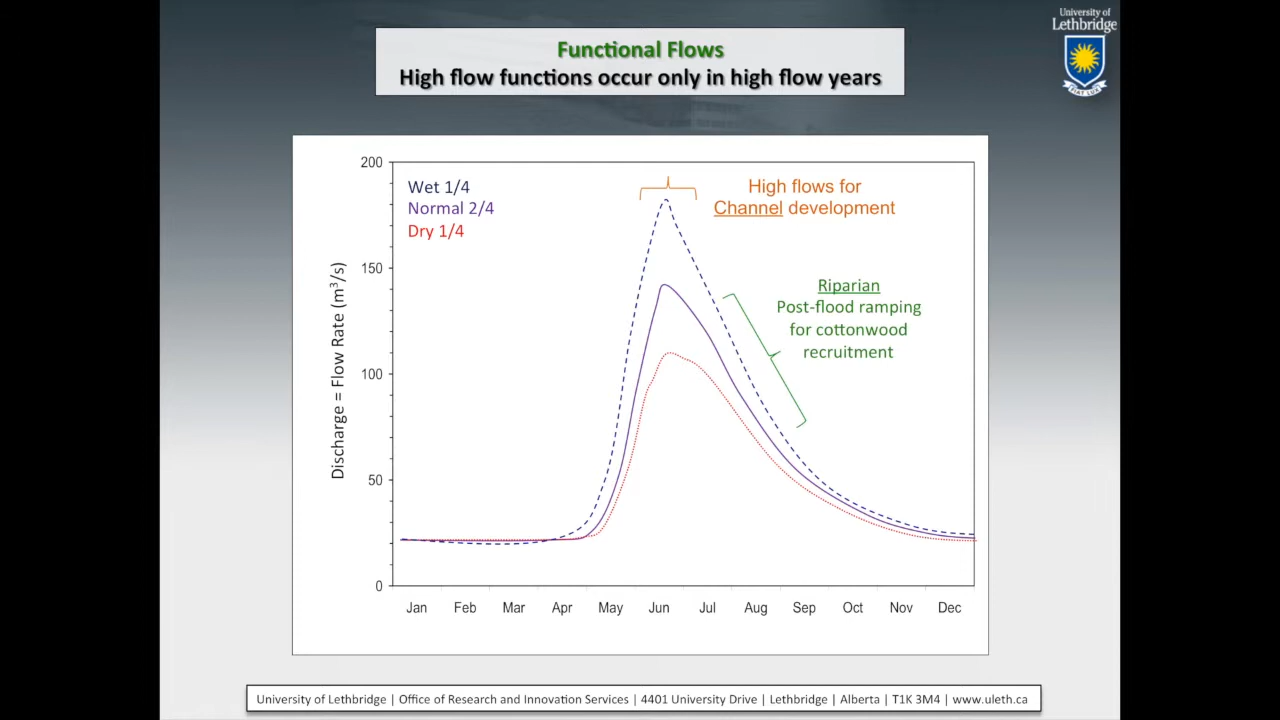 University of
Lethbridge
FIAT LUX
Functional Flows
High flow functions occur only in high flow years
200
150
100
50
0
Discharge = Flow Rate (m³/s)
Wet 1/4
Normal 2/4
Dry 1/4
High flows for
Channel development
Riparian
Post-flood ramping
for cottonwood
recruitment
Jan Feb Mar Apr May Jun Jul Aug Sep Oct Nov Dec
University of Lethbridge | Office of Research and Innovation Services | 4401 University Drive | Lethbridge | Alberta | T1K 3M4 | www.uleth.ca